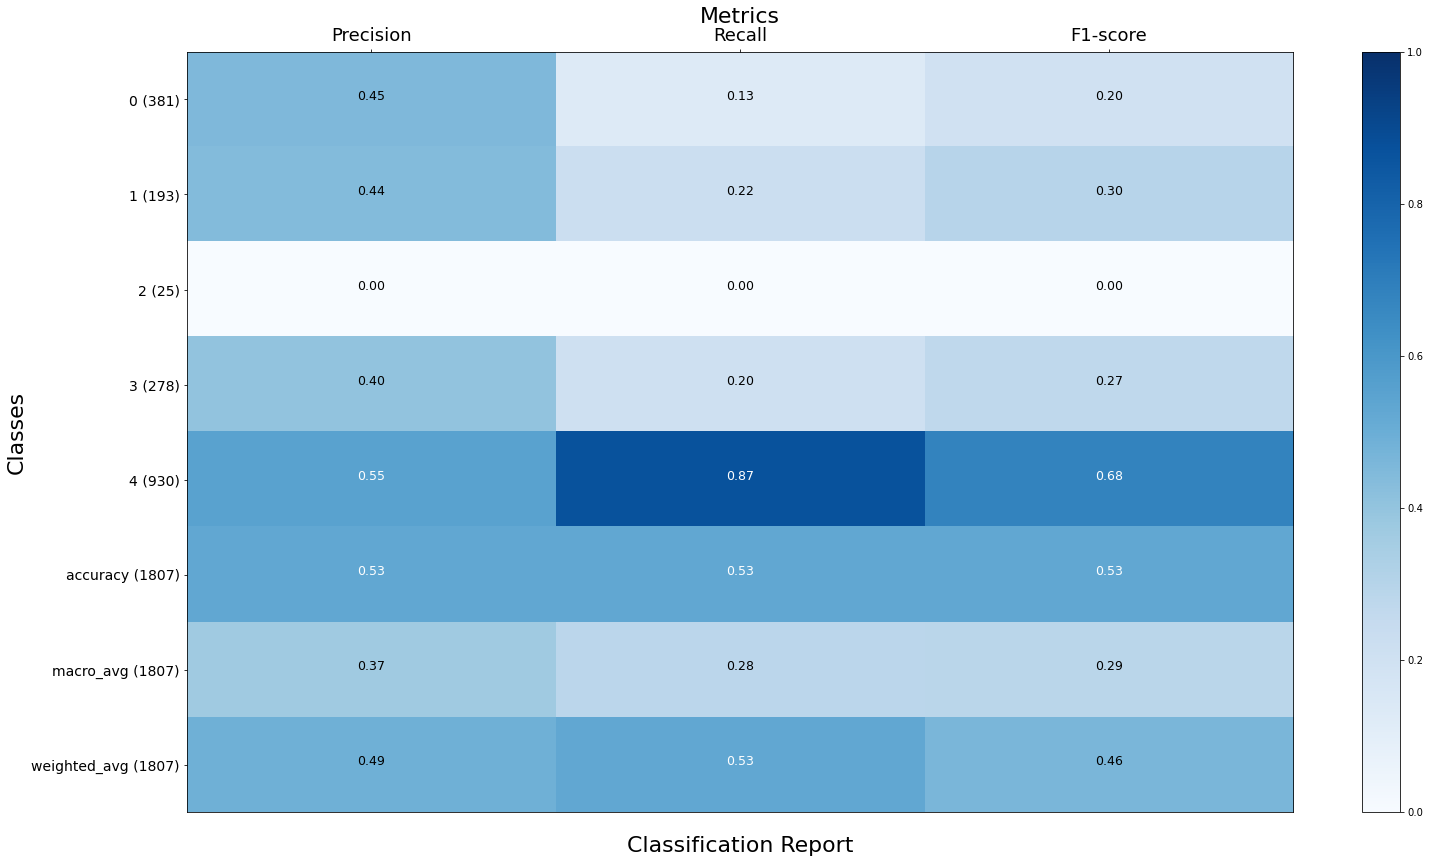 Metrics
Precision Recall F1-score
0 (381) 0.45 0.13 0.20
1 (193) 0.44 0.22 0.30
2 (25) 0.00 0.00 0.00
3 (278) 0.40 0.20 0.27
4 (930) 0.55 0.87 0.68
accuracy (1807) 0.53 0.53 0.53
macro_avg (1807) 0.37 0.28 0.29
weighted_avg (1807) 0.49 0.53 0.46
Classes
Classification Report
1.0
0.8
0.6
0.4
0.2
0.0